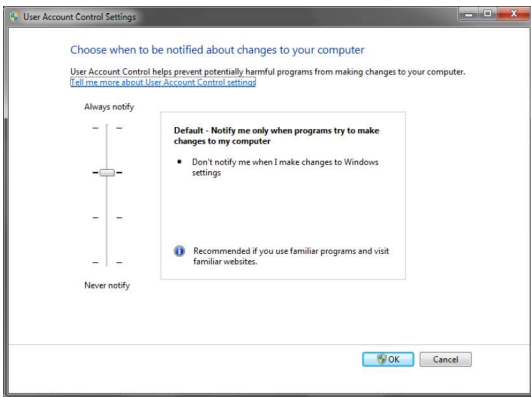 User Account Control Settings
Choose when to be notified about changes to your computer
User Account Control helps prevent potentially harmful programs from making changes to your computer.
Tell me more about User Account Control settings
Always notify
Default - Notify me only when programs try to make
changes to my computer
• Don't notify me when I make changes to Windows
settings
Recommended if you use familiar programs and visit
familiar websites.
Never notify
OK
Cancel